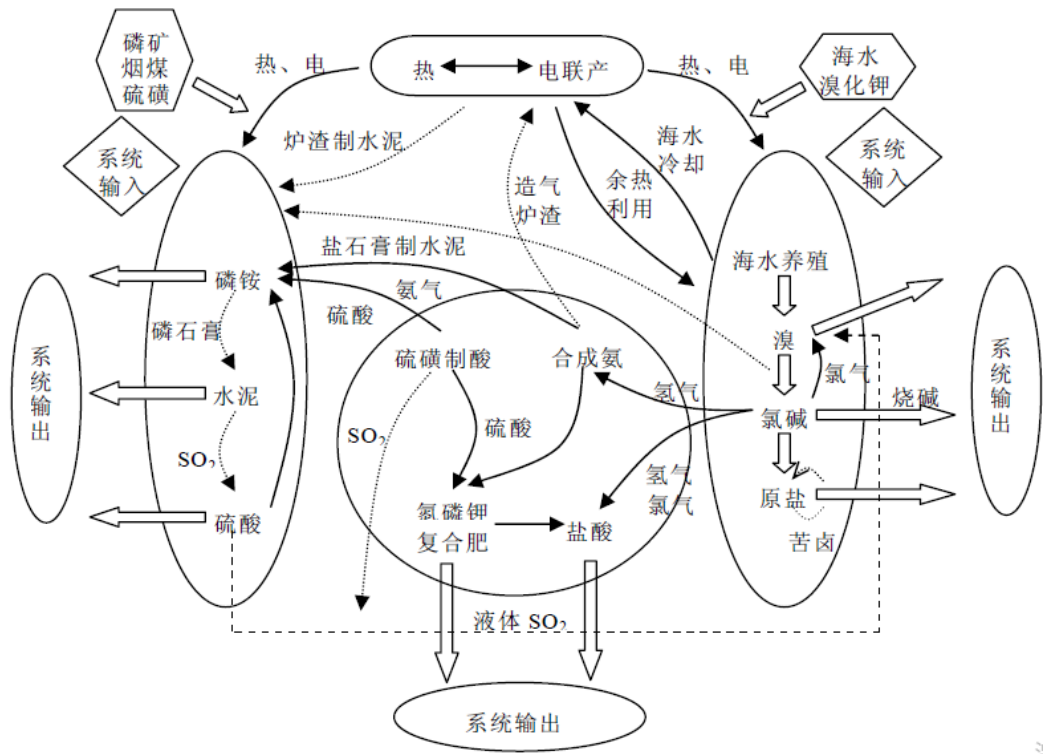 磷矿
烟煤
硫磺
热、电
热
电联产
热、电
海水
溴化钾
系统
输入
炉渣制水泥
造气
炉渣
海水
冷却
余热
利用
系统
输入
盐石膏制水泥
氨气
硫酸
磷铵
磷石膏
水泥
SO₂
硫酸
系统输出
硫磺制酸
合成氨
SO₂
硫酸
氮磷钾
复合肥
盐酸
氢气
氢气
氯气
海水养殖
溴
氯气
氯碱
烧碱
原盐
苦卤
系统输出
液体 SO₂
系统输出